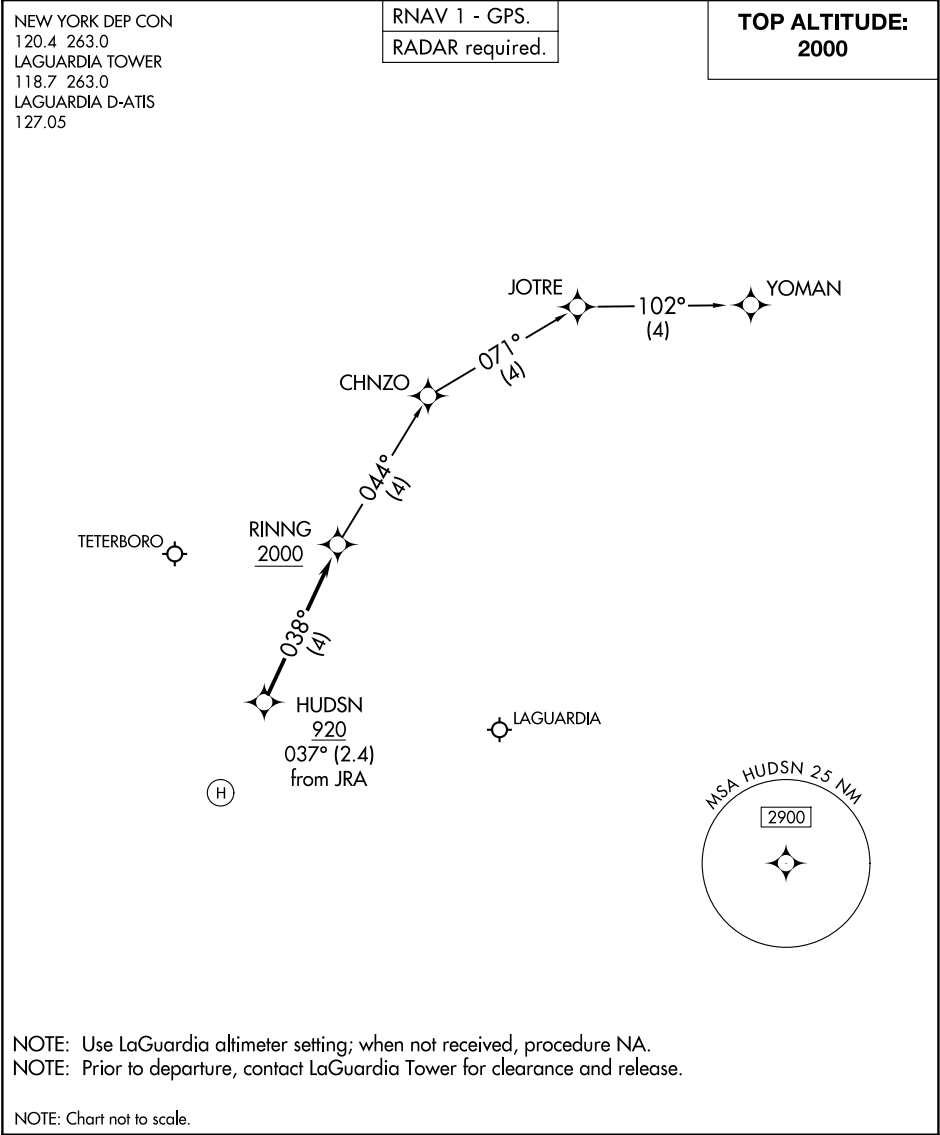 NEW YORK DEP CON
120.4 263.0
LAGUARDIA TOWER
118.7 263.0
LAGUARDIA D-ATIS
127.05
RNAV 1 - GPS.
RADAR required.
TOP ALTITUDE:
2000
JOTRE
102°
(4)
YOMAN
071°
(4)
CHNZO
044°
(4)
TETERBORO
RINNG
2000
038°
(4)
HUDSN
920
037° (2.4)
from JRA
LAGUARDIA
H
MSA HUDSN 25 NM
2900
NOTE: Use LaGuardia altimeter setting; when not received, procedure NA.
NOTE: Prior to departure, contact LaGuardia Tower for clearance and release.
NOTE: Chart not to scale.